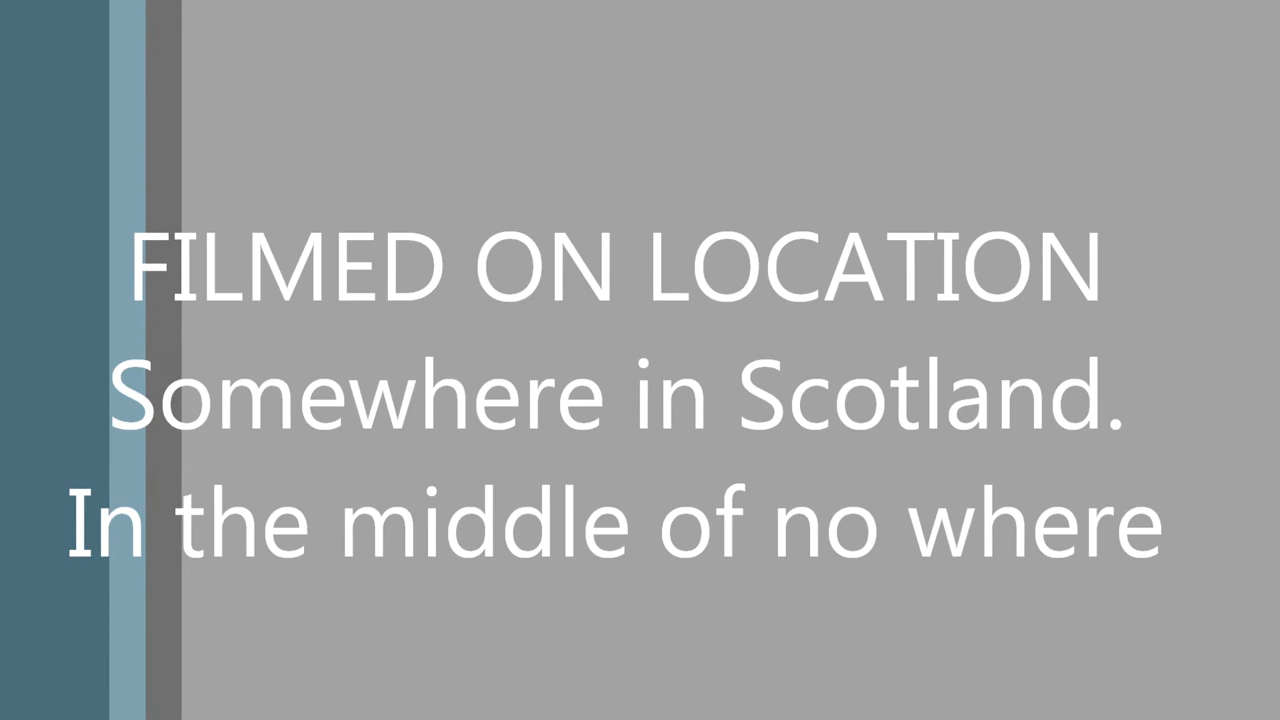 FILMED ON LOCATION
Somewhere in Scotland.
In the middle of no where